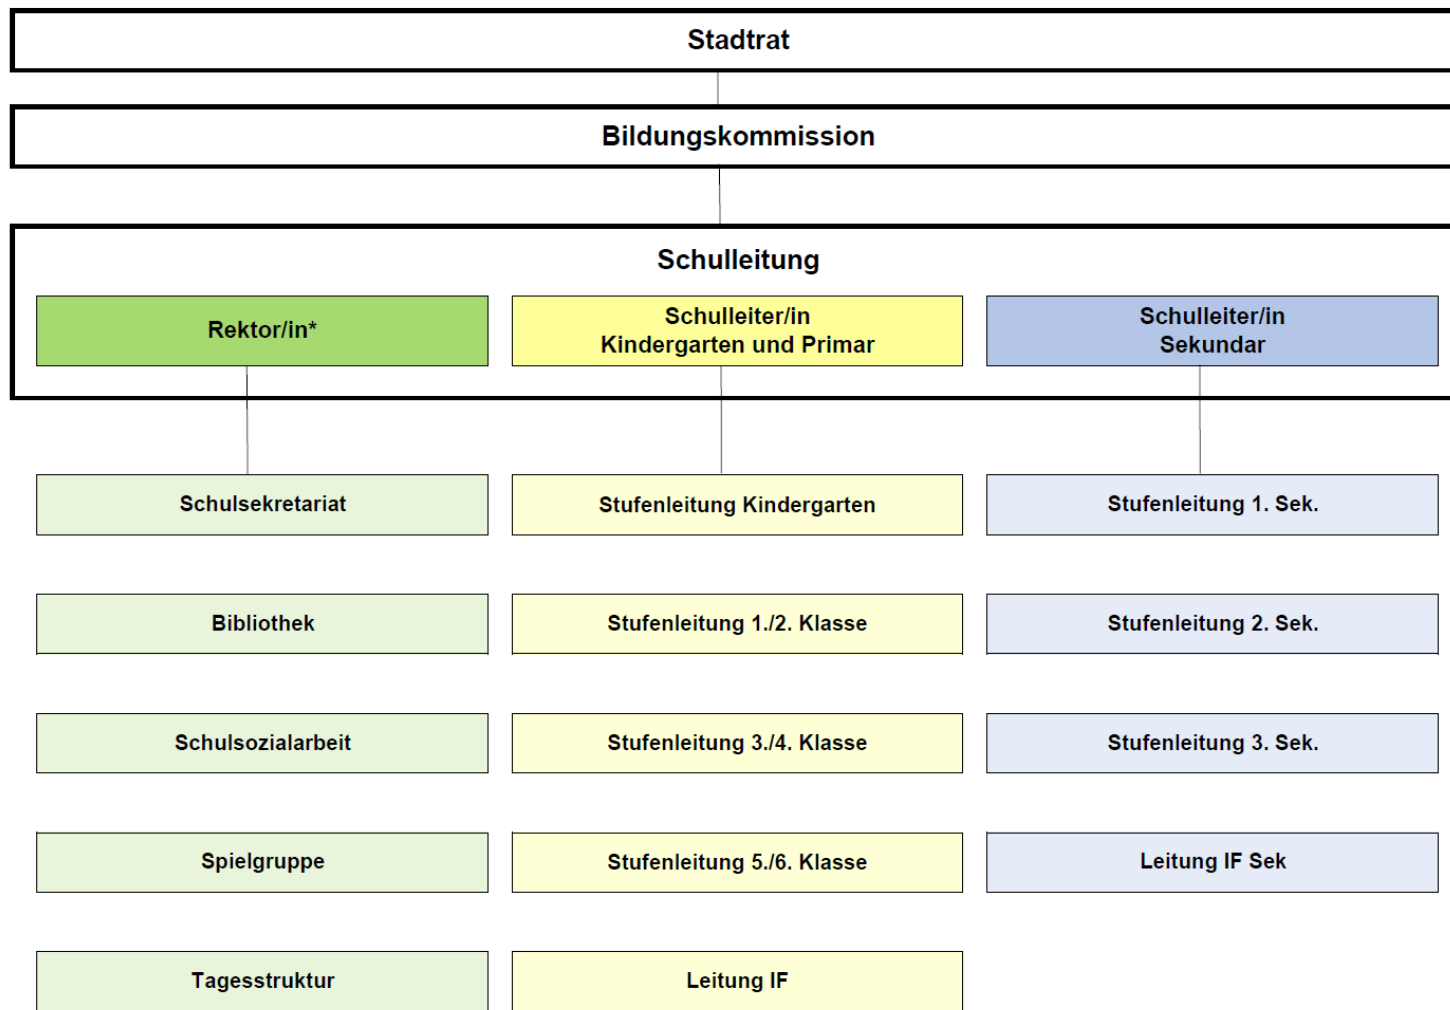 Stadtrat
Bildungskommission
Schulleitung
Rektor/in*
Schulleiter/in
Kindergarten und Primar
Schulleiter/in
Sekundar
Schulsekretariat
Stufenleitung Kindergarten
Stufenleitung 1. Sek.
Bibliothek
Stufenleitung 1./2. Klasse
Stufenleitung 2. Sek.
Schulsozialarbeit
Stufenleitung 3./4. Klasse
Stufenleitung 3. Sek.
Spielgruppe
Stufenleitung 5./6. Klasse
Leitung IF Sek
Tagesstruktur
Leitung IF